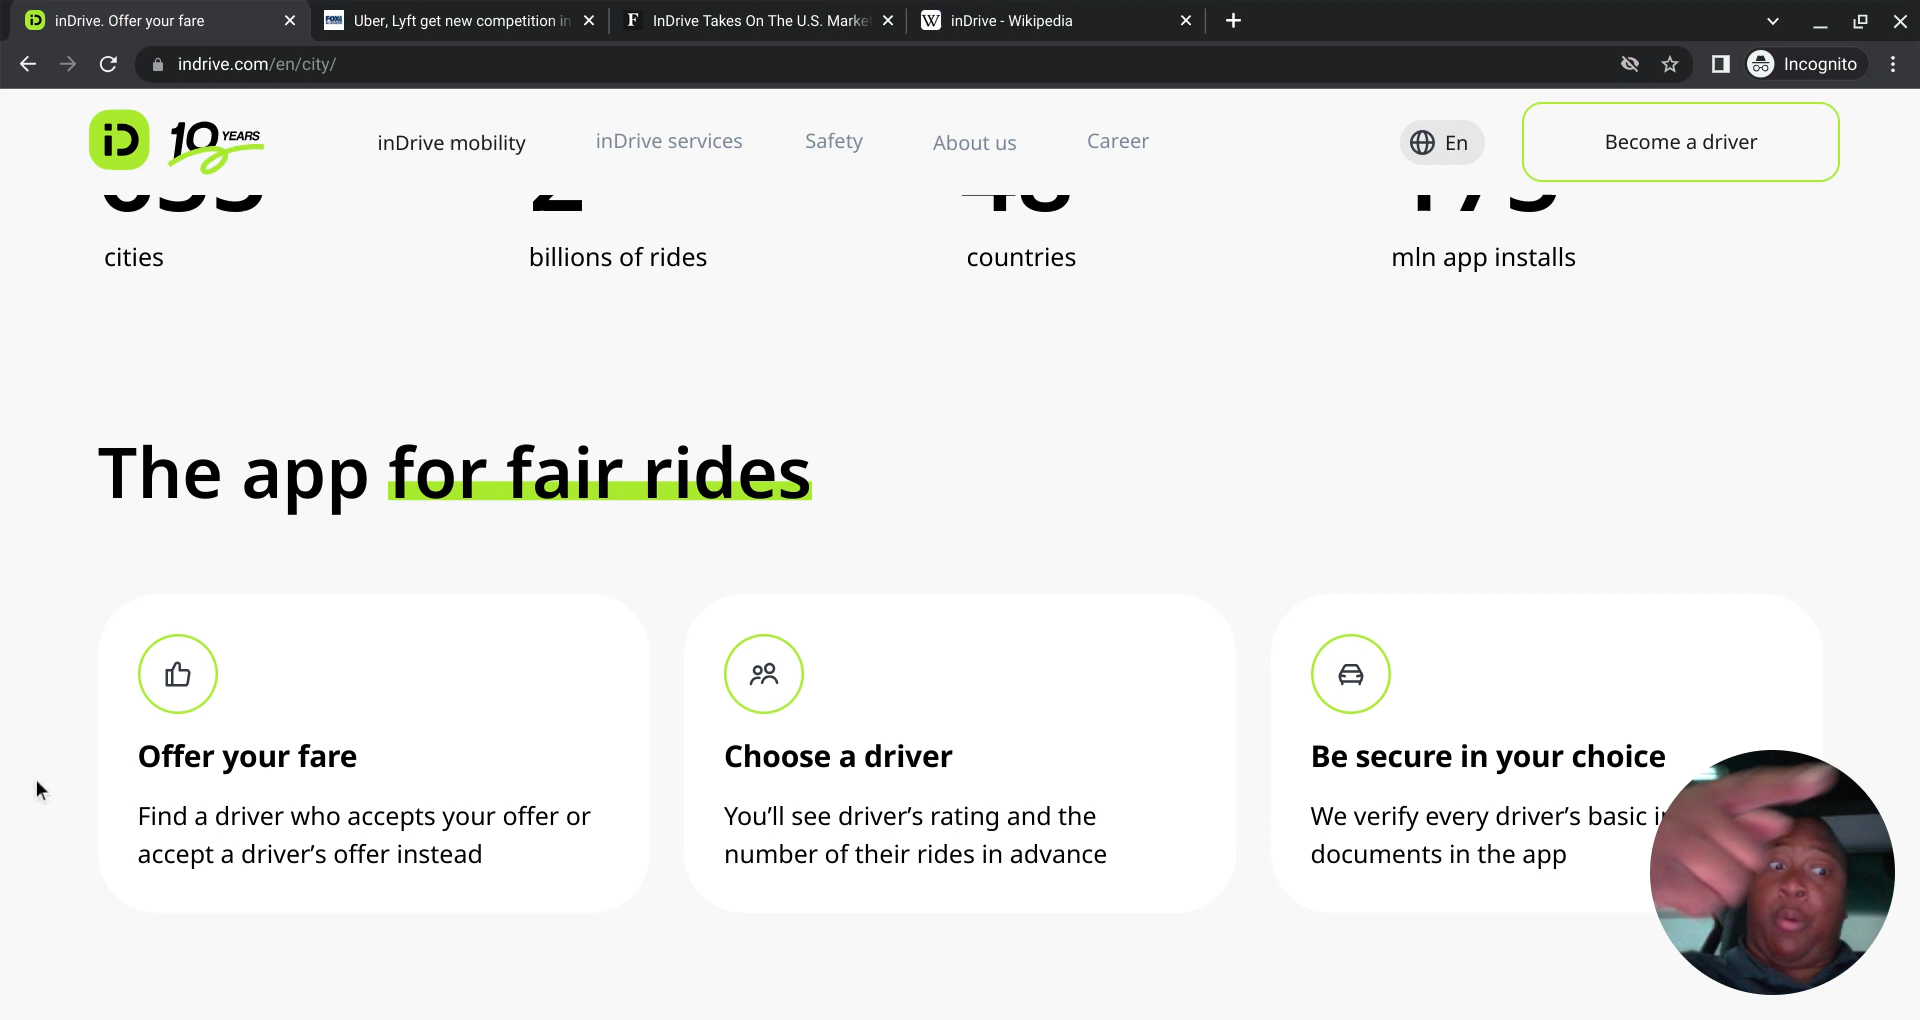 inDrive. Offer your fare
Uber, Lyft get new competition in
InDrive Takes On The U.S. Marke
inDrive - Wikipedia
indrive.com/en/city/
Incognito
iD
10 YEARS
inDrive mobility
inDrive services
Safety
About us
Career
En
Become a driver
cities
billions of rides
countries
mln app installs
The app for fair rides
Offer your fare
Find a driver who accepts your offer or
accept a driver’s offer instead
Choose a driver
You’ll see driver’s rating and the
number of their rides in advance
Be secure in your choice
We verify every driver’s basic
documents in the app